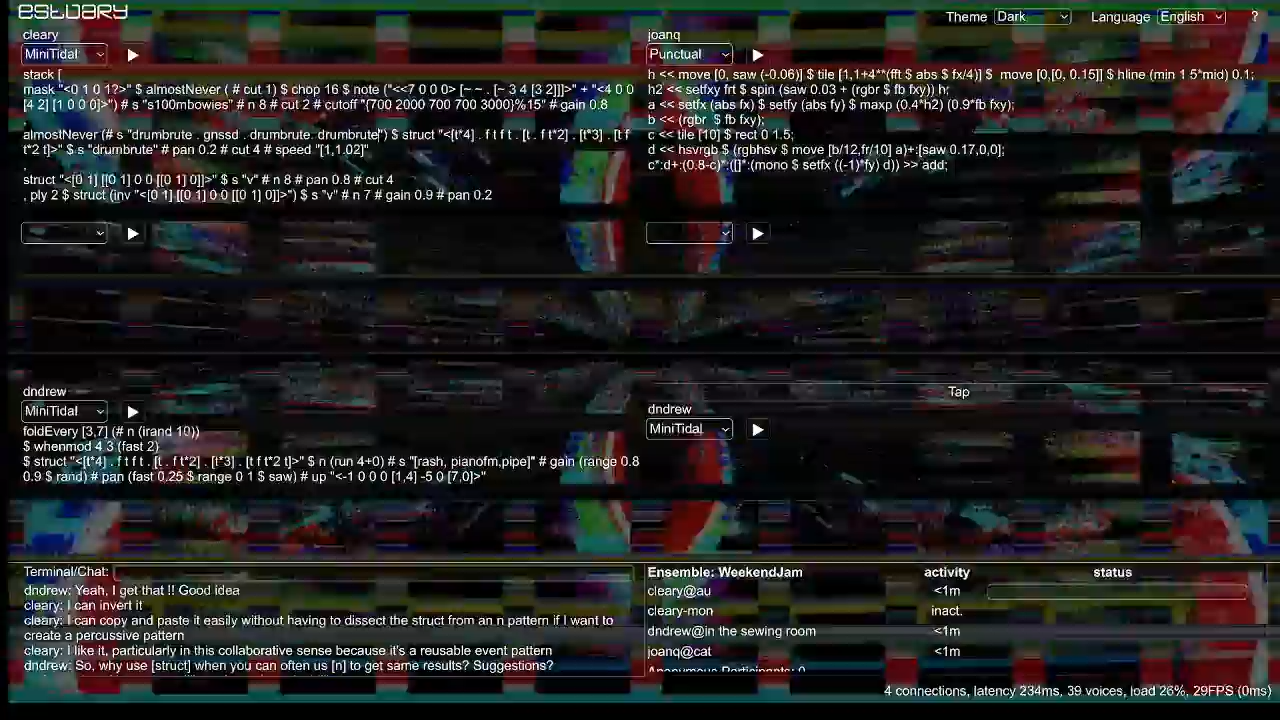 estuary
Theme Dark Language English ?
cleary
MiniTidal
stack [
mask "<0 1 0 1?>" $ almostNever ( # cut 1) $ chop 16 $ note ("<<7 0 0 0> [~ ~ . [~ 3 4 [3 2]]]>" + "<4 0 0
[4 2] [1 0 0 0]>") # s "s100mbowies" # n 8 # cut 2 # cutoff "{700 2000 700 700 3000}%15" # gain 0.8
,
almostNever (# s "drumbrute . gnssd . drumbrute. drumbrute") $ struct "<[t*4] . f t f t . [t . f t*2] . [t*3] . [t f
t*2 t]>" $ s "drumbrute" # pan 0.2 # cut 4 # speed "[1,1.02]"
,
struct "<[0 1] [[0 1] 0 0 [[0 1] 0]]>" $ s "v" # n 8 # pan 0.8 # cut 4
, ply 2 $ struct (inv "<[0 1] [[0 1] 0 0 [[0 1] 0]]>") $ s "v" # n 7 # gain 0.9 # pan 0.2
joanq
Punctual
h << move [0, saw (-0.06)] $ tile [1,1+4**(fft $ abs $ fx/4)] $ move [0,[0, 0.15]] $ hline (min 1 5*mid) 0.1;
h2 << setfxy frt $ spin (saw 0.03 + (rgbr $ fb fxy)) h;
a << setfx (abs fx) $ setfy (abs fy) $ maxp (0.4*h2) (0.9*fb fxy);
b << (rgbr $ fb fxy);
c << tile [10] $ rect 0 1.5;
d << hsvrgb $ (rgbhsv $ move [b/12,fr/10] a)+:[saw 0.17,0,0];
c*:d+:(0.8-c)*:([]*:(mono $ setfx ((-1)*fy) d)) >> add;
dndrew
MiniTidal
foldEvery [3,7] (# n (irand 10))
$ whenmod 4 3 (fast 2)
$ struct "<[t*4] . f t f t . [t . f t*2] . [t*3] . [t f t*2 t]>" $ n (run 4+0) # s "[rash, pianofm,pipe]" # gain (range 0.8
0.9 $ rand) # pan (fast 0.25 $ range 0 1 $ saw) # up "<-1 0 0 0 [1,4] -5 0 [7,0]>"
Tap
dndrew
MiniTidal
Terminal/Chat:
dndrew: Yeah, I get that !! Good idea
cleary: I can invert it
cleary: I can copy and paste it easily without having to dissect the struct from an n pattern if I want to
create a percussive pattern
cleary: I like it, particularly in this collaborative sense because it's a reusable event pattern
dndrew: So, why use [struct] when you can often us [n] to get same results? Suggestions?
Ensemble: WeekendJam activity status
cleary@au <1m
cleary-mon inact.
dndrew@in the sewing room <1m
joanq@cat <1m
Anonymous Participants: 0
4 connections, latency 234ms, 39 voices, load 26%, 29FPS (0ms)